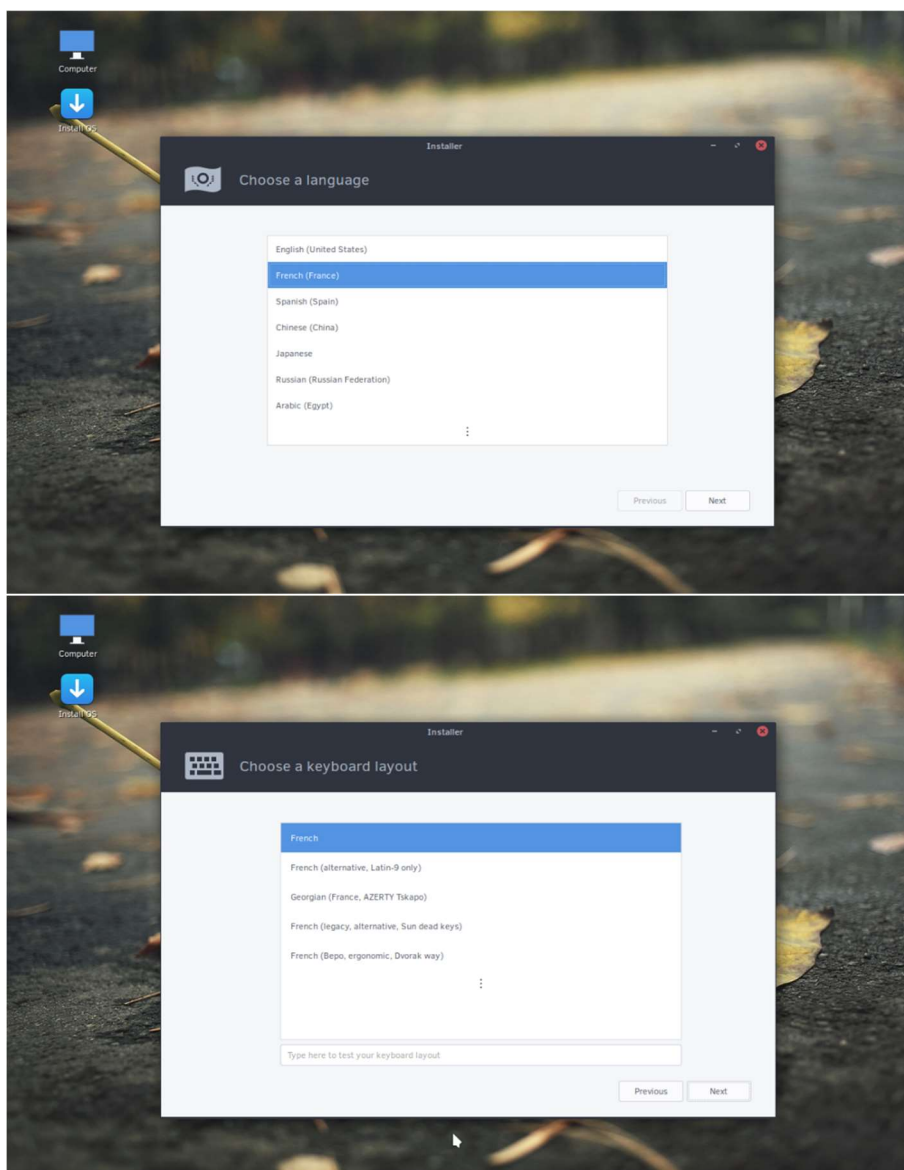 Computer
Install OS
Installer
Choose a language
English (United States)
French (France)
Spanish (Spain)
Chinese (China)
Japanese
Russian (Russian Federation)
Arabic (Egypt)
⋮
Previous Next
Computer
Install OS
Installer
Choose a keyboard layout
French
French (alternative, Latin-9 only)
Georgian (France, AZERTY Tskapo)
French (legacy, alternative, Sun dead keys)
French (Bepo, ergonomic, Dvorak way)
⋮
Type here to test your keyboard layout
Previous Next